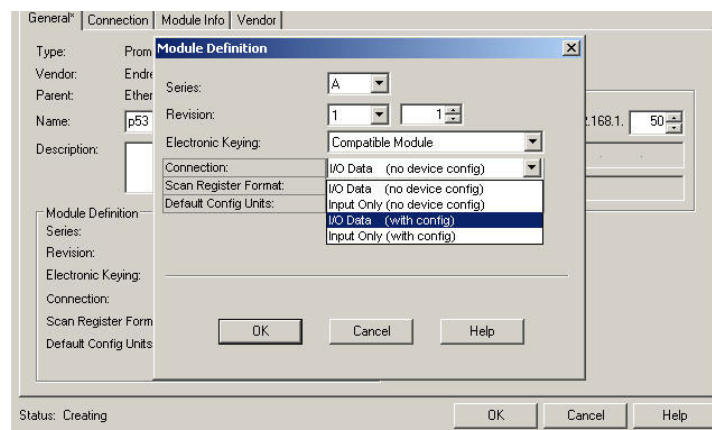 General* Connection Module Info Vendor
Type: Prom
Vendor: Endre
Parent: Ether
Name: p53
Description:
Module Definition
Series:
Revision:
Electronic Keying:
Connection:
Scan Register Form
Default Config Units
Module Definition
Series: A
Revision: 1 1
Electronic Keying: Compatible Module
Connection: I/O Data (no device config)
Scan Register Format:
Default Config Units:
I/O Data (no device config)
Input Only (no device config)
I/O Data (with config)
Input Only (with config)
OK Cancel Help
.168.1. 50
Status: Creating OK Cancel Help